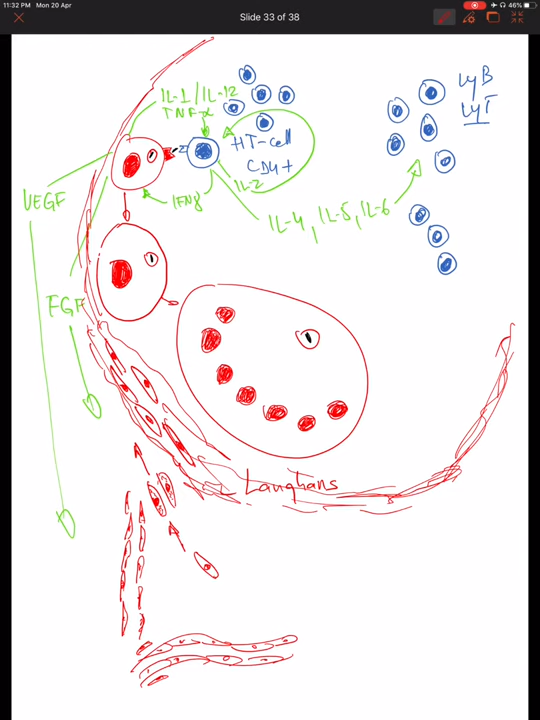 11:32 PM Mon 20 Apr
46%
Slide 33 of 38
IL-1/IL-12
TNF-α
LyB
LyT
HT-cell
CD4+
IL-2
VEGF
IFNγ
IL-4, IL-5, IL-6
FGF
Langhans